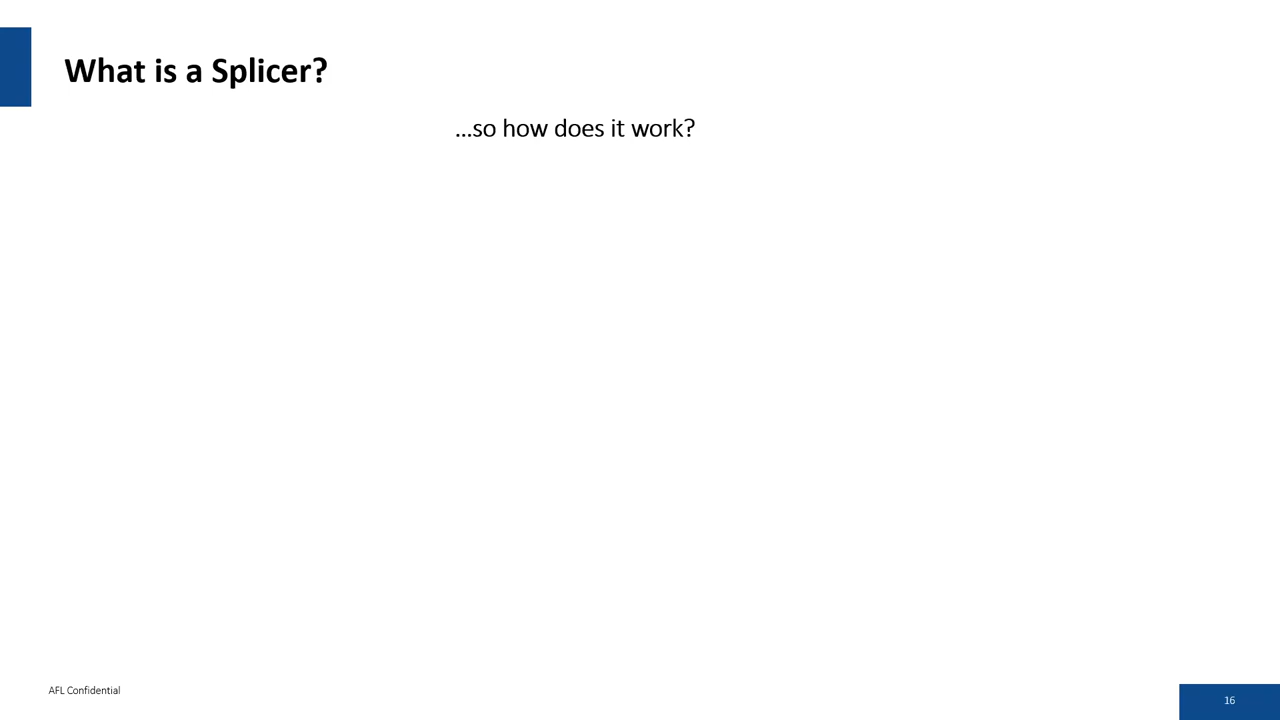 What is a Splicer?
...so how does it work?
AFL Confidential
16